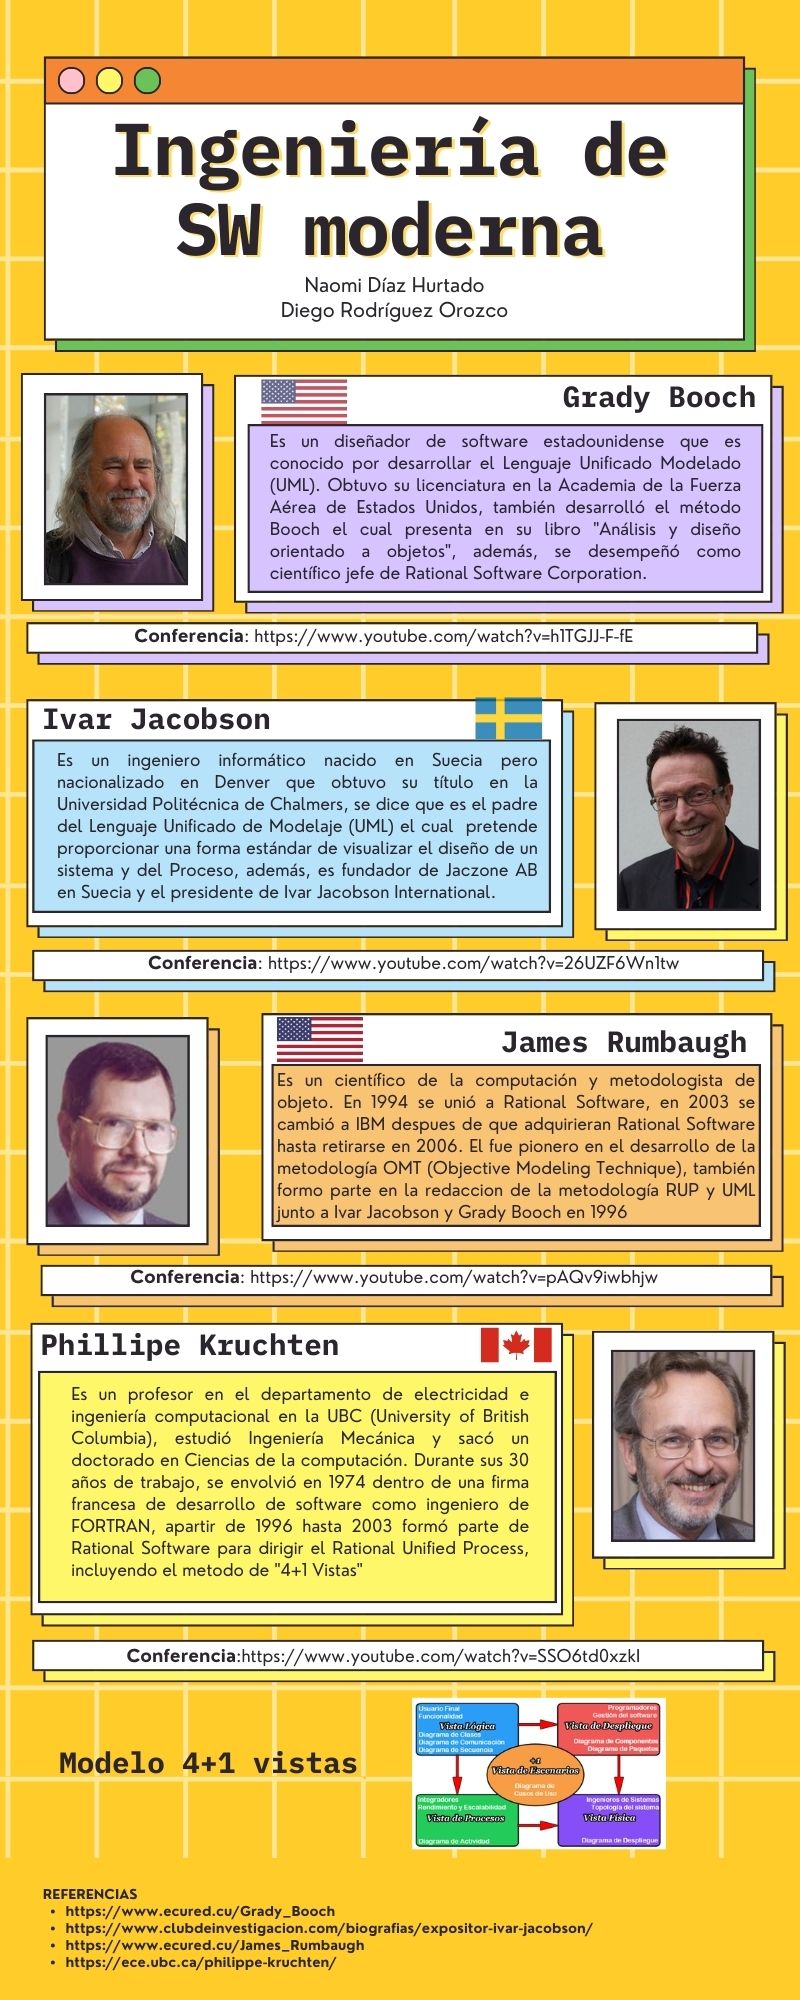 Ingeniería de
SW moderna
Naomi Díaz Hurtado
Diego Rodríguez Orozco
Grady Booch
Es un diseñador de software estadounidense que es
conocido por desarrollar el Lenguaje Unificado Modelado
(UML). Obtuvo su licenciatura en la Academia de la Fuerza
Aérea de Estados Unidos, también desarrolló el método
Booch el cual presenta en su libro "Análisis y diseño
orientado a objetos", además, se desempeñó como
científico jefe de Rational Software Corporation.
Conferencia: https://www.youtube.com/watch?v=h1TGJJ-F-fE
Ivar Jacobson
Es un ingeniero informático nacido en Suecia pero
nacionalizado en Denver que obtuvo su título en la
Universidad Politécnica de Chalmers, se dice que es el padre
del Lenguaje Unificado de Modelaje (UML) el cual pretende
proporcionar una forma estándar de visualizar el diseño de un
sistema y del Proceso, además, es fundador de Jaczone AB
en Suecia y el presidente de Ivar Jacobson International.
Conferencia: https://www.youtube.com/watch?v=26UZF6Wn1tw
James Rumbaugh
Es un científico de la computación y metodologista de
objeto. En 1994 se unió a Rational Software, en 2003 se
cambió a IBM despues de que adquirieran Rational Software
hasta retirarse en 2006. El fue pionero en el desarrollo de la
metodología OMT (Objective Modeling Technique), también
formo parte en la redaccion de la metodología RUP y UML
junto a Ivar Jacobson y Grady Booch en 1996
Conferencia: https://www.youtube.com/watch?v=pAQv9iwbhjw
Phillipe Kruchten
Es un profesor en el departamento de electricidad e
ingeniería computacional en la UBC (University of British
Columbia), estudió Ingeniería Mecánica y sacó un
doctorado en Ciencias de la computación. Durante sus 30
años de trabajo, se envolvió en 1974 dentro de una firma
francesa de desarrollo de software como ingeniero de
FORTRAN, apartir de 1996 hasta 2003 formó parte de
Rational Software para dirigir el Rational Unified Process,
incluyendo el metodo de "4+1 Vistas"
Conferencia:https://www.youtube.com/watch?v=SSO6td0xzkI
Modelo 4+1 vistas
Usuario Final
Funcionalidad
Vista Lógica
Diagrama de Clases
Diagrama de Comunicación
Diagrama de Secuencia
Programadores
Gestión del software
Vista de Despliegue
Diagrama de Componentes
Diagrama de Paquetes
+1
Vista de Escenarios
Diagrama de
Casos de Uso
Integradores
Rendimiento y Escalabilidad
Vista de Procesos
Diagrama de Actividad
Ingenieros de Sistemas
Topología del sistema
Vista Física
Diagrama de Despliegue
REFERENCIAS
• https://www.ecured.cu/Grady_Booch
• https://www.clubdeinvestigacion.com/biografias/expositor-ivar-jacobson/
• https://www.ecured.cu/James_Rumbaugh
• https://ece.ubc.ca/philippe-kruchten/